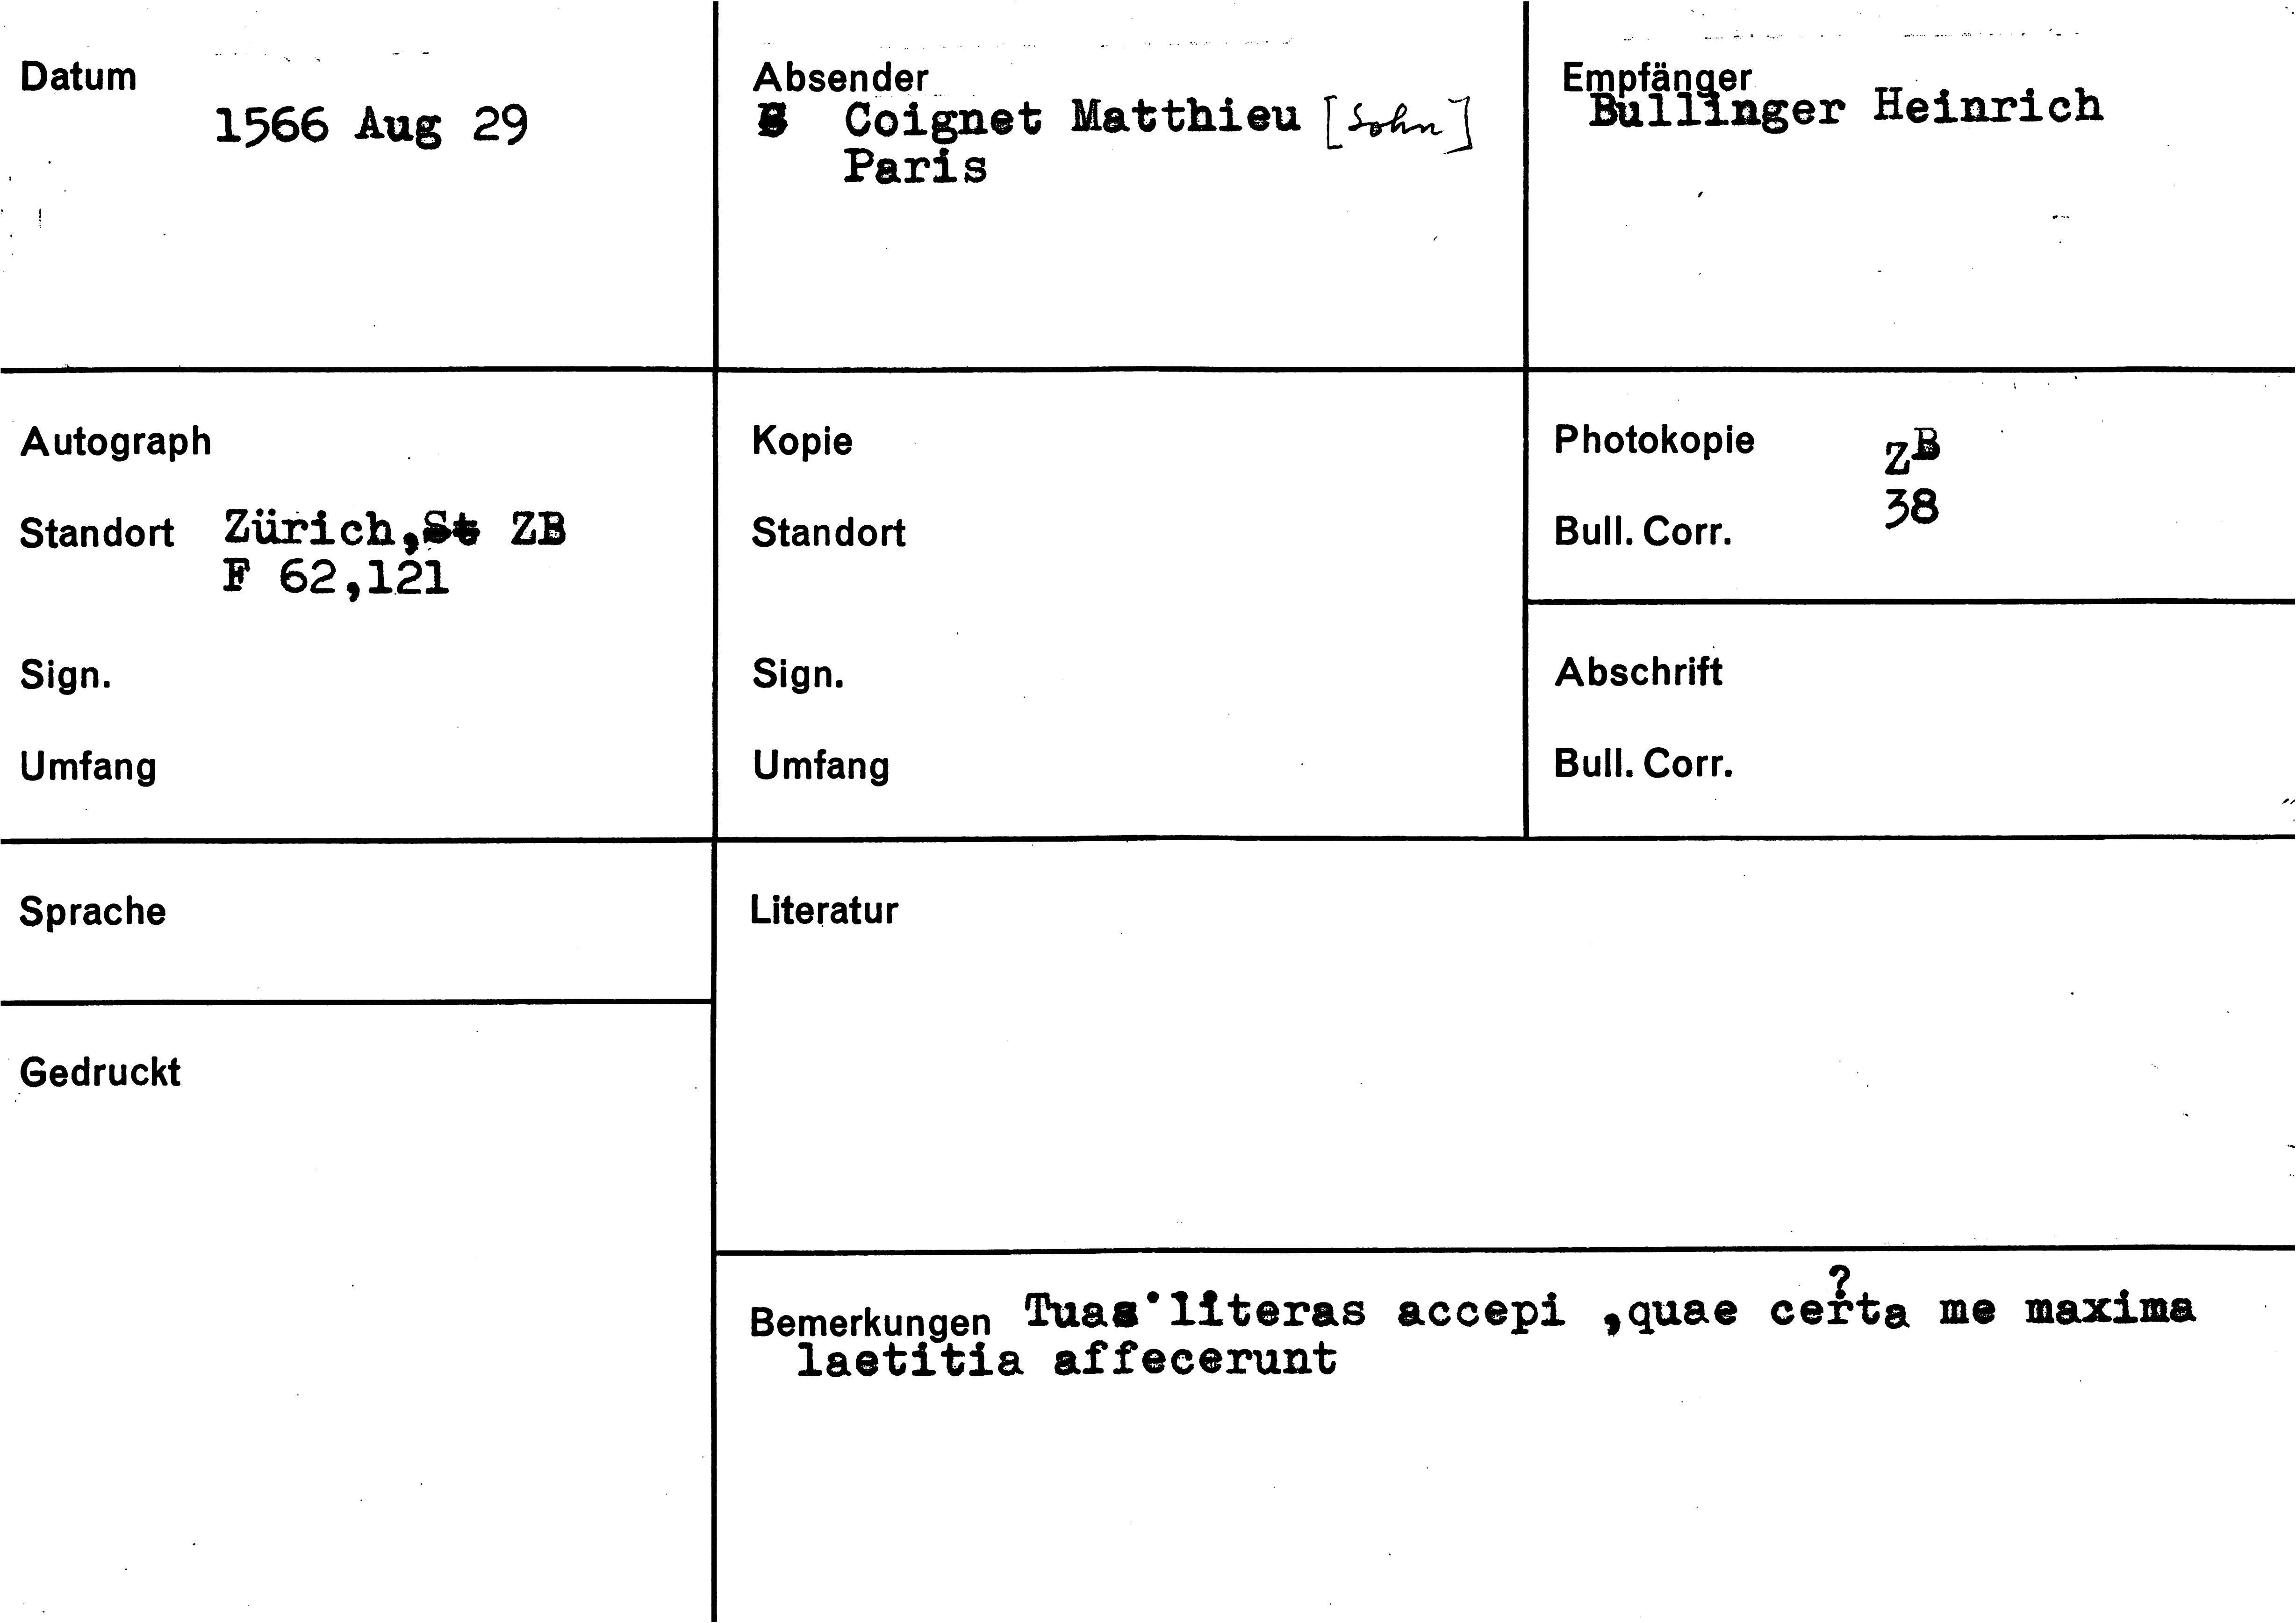 Datum
1566 Aug 29
Absender
Coignet Matthieu [Sohn]
Paris
Empfänger
Bullinger Heinrich
Autograph
Standort Zürich, St ZB
F 62,121
Sign.
Umfang
Kopie
Standort
Sign.
Umfang
Photokopie ZB
Bull. Corr. 38
Abschrift
Bull. Corr.
Sprache
Gedruckt
Literatur
?
Bemerkungen Tuas literas accepi ,quae certa me maxima
laetitia affecerunt